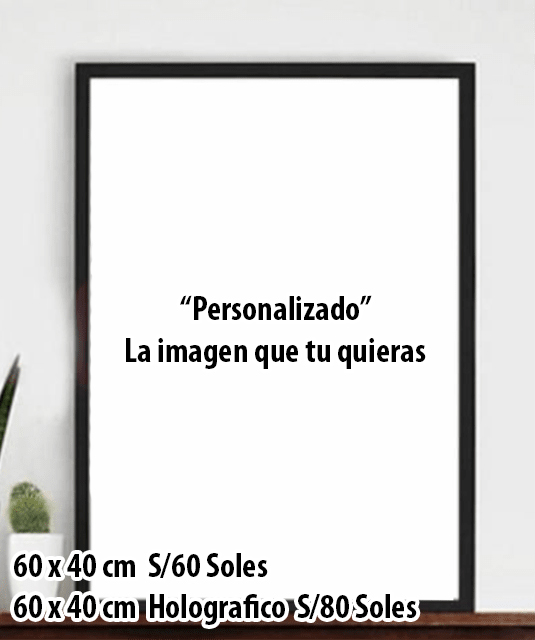 “Personalizado”
La imagen que tu quieras
60 x 40 cm S/60 Soles
60 x 40 cm Holografico S/80 Soles